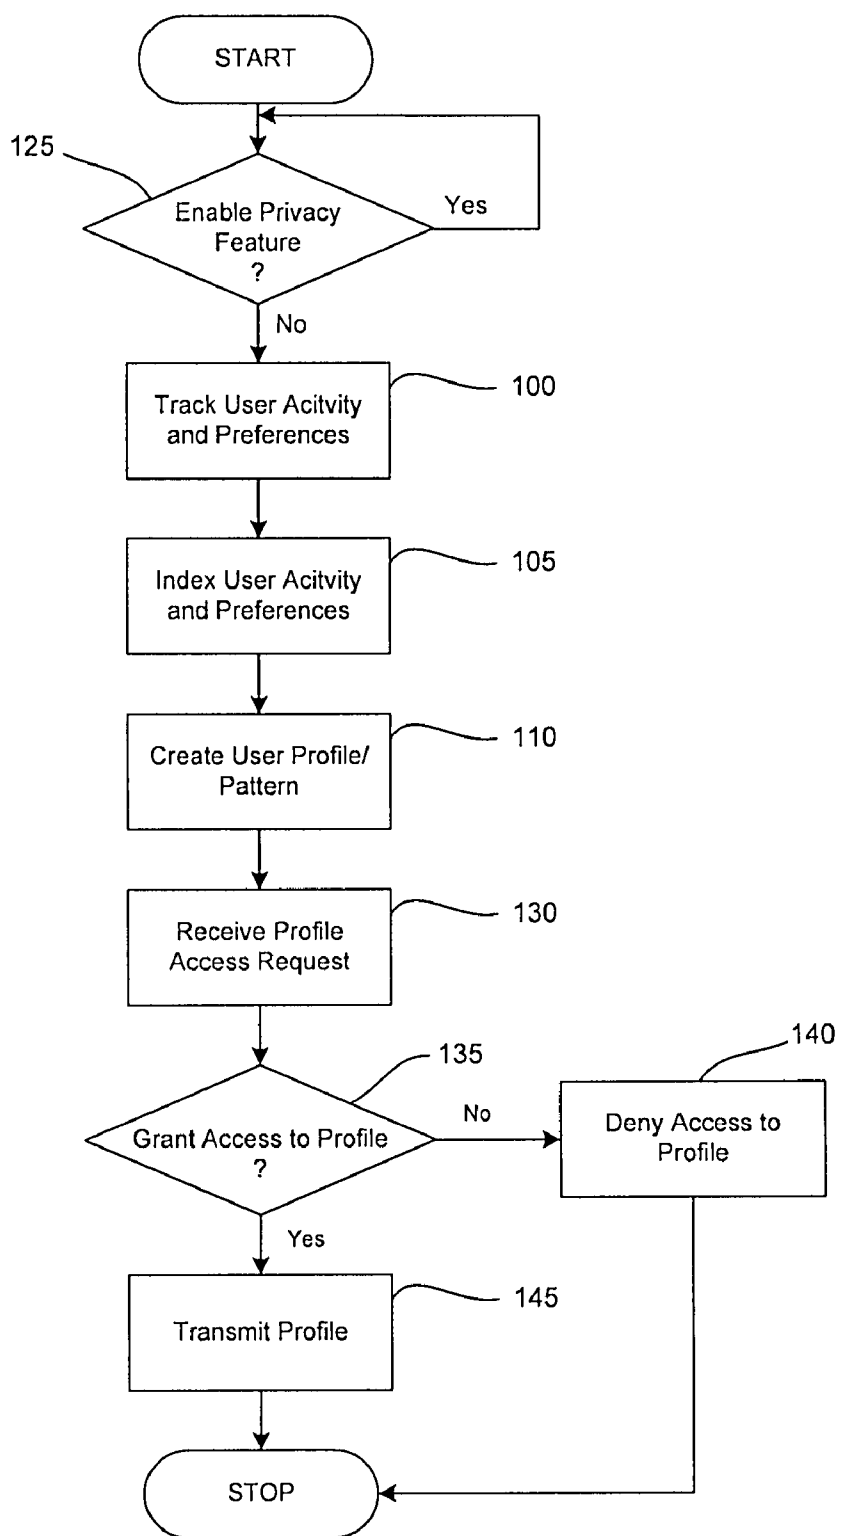 START
125
Enable Privacy
Feature
?
Yes
No
Track User Acitvity
and Preferences
100
Index User Acitvity
and Preferences
105
Create User Profile/
Pattern
110
Receive Profile
Access Request
130
135
Grant Access to Profile
?
No
140
Deny Access to
Profile
Yes
Transmit Profile
145
STOP